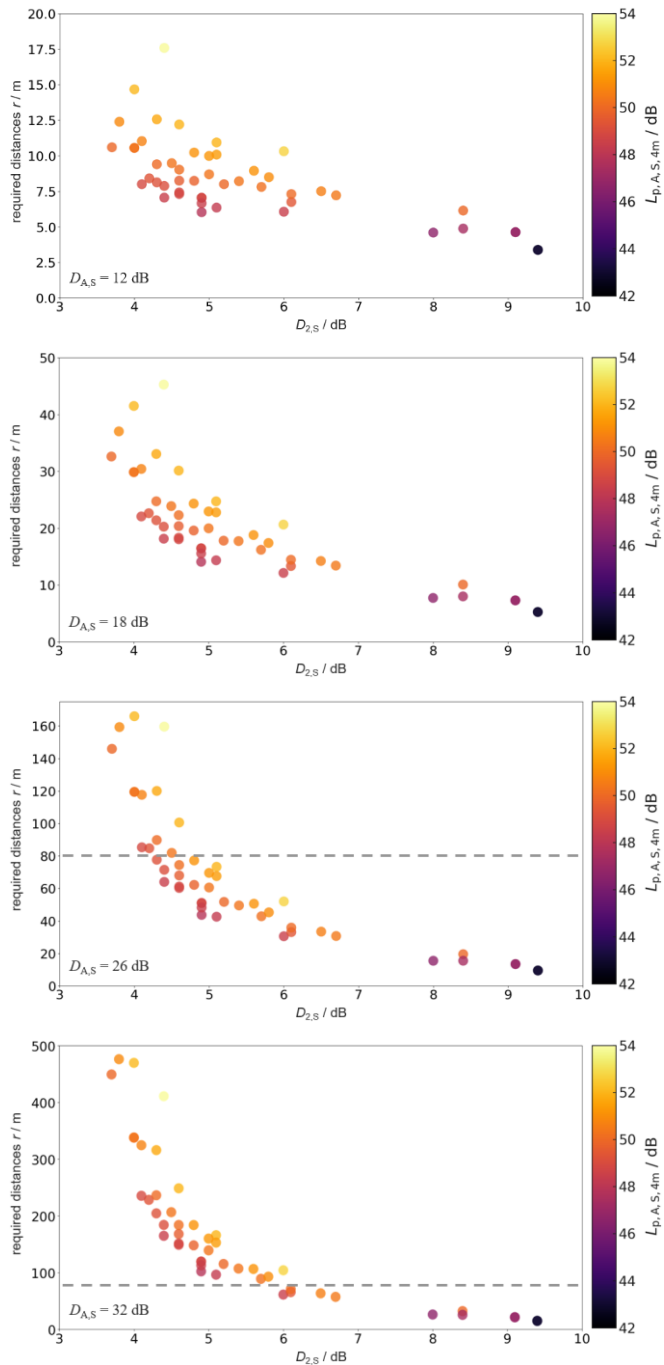 20.0
17.5
15.0
12.5
10.0
7.5
5.0
2.5
0.0
required distances r / m
D_A,S = 12 dB
3 4 5 6 7 8 9 10
D_2,S / dB
54
52
50
48
46
44
42
L_p,A,S,4m / dB
50
40
30
20
10
0
required distances r / m
D_A,S = 18 dB
3 4 5 6 7 8 9 10
D_2,S / dB
54
52
50
48
46
44
42
L_p,A,S,4m / dB
160
140
120
100
80
60
40
20
0
required distances r / m
D_A,S = 26 dB
3 4 5 6 7 8 9 10
D_2,S / dB
54
52
50
48
46
44
42
L_p,A,S,4m / dB
500
400
300
200
100
0
required distances r / m
D_A,S = 32 dB
3 4 5 6 7 8 9 10
D_2,S / dB
54
52
50
48
46
44
42
L_p,A,S,4m / dB